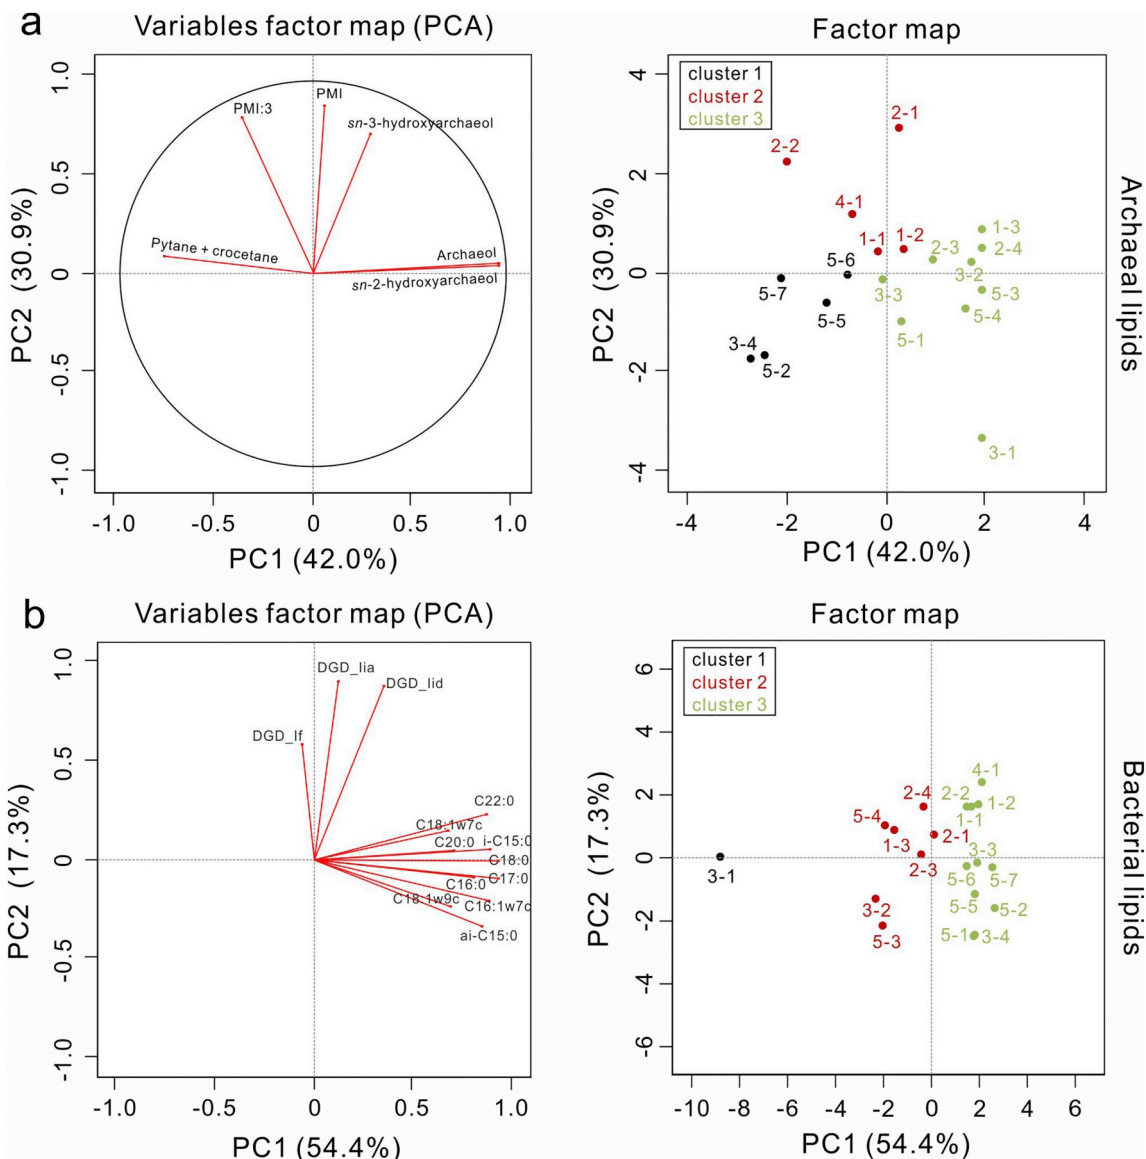 a
Variables factor map (PCA)
Factor map
PC2 (30.9%)
1.0
0.5
0
-0.5
-1.0
PMI:3
PMI
sn-3-hydroxyarchaeol
Pytane + crocetane
Archaeol
sn-2-hydroxyarchaeol
-1.0
-0.5
0
0.5
1.0
PC1 (42.0%)
PC2 (30.9%)
4
2
0
-2
-4
cluster 1
cluster 2
cluster 3
2-1
2-2
4-1
1-1
1-2
1-3
2-3
2-4
3-2
5-6
5-7
3-3
5-3
5-5
5-4
5-1
3-4
5-2
3-1
-4
-2
0
2
4
PC1 (42.0%)
Archaeal lipids
b
Variables factor map (PCA)
Factor map
PC2 (17.3%)
1.0
0.5
0
-0.5
-1.0
DGD_Iia
DGD_Iid
DGD_If
C22:0
C18:1w7c
C20:0
i-C15:0
C18:0
C17:0
C16:0
C18:1w9c
C16:1w7c
ai-C15:0
-1.0
-0.5
0
0.5
1.0
PC1 (54.4%)
PC2 (17.3%)
6
4
2
0
-2
-4
-6
cluster 1
cluster 2
cluster 3
4-1
2-4
2-2
1-2
5-4
1-1
1-3
2-1
3-3
2-3
3-1
5-6
5-7
3-2
5-5
5-2
5-3
5-1
3-4
-10
-8
-6
-4
-2
0
2
4
6
PC1 (54.4%)
Bacterial lipids